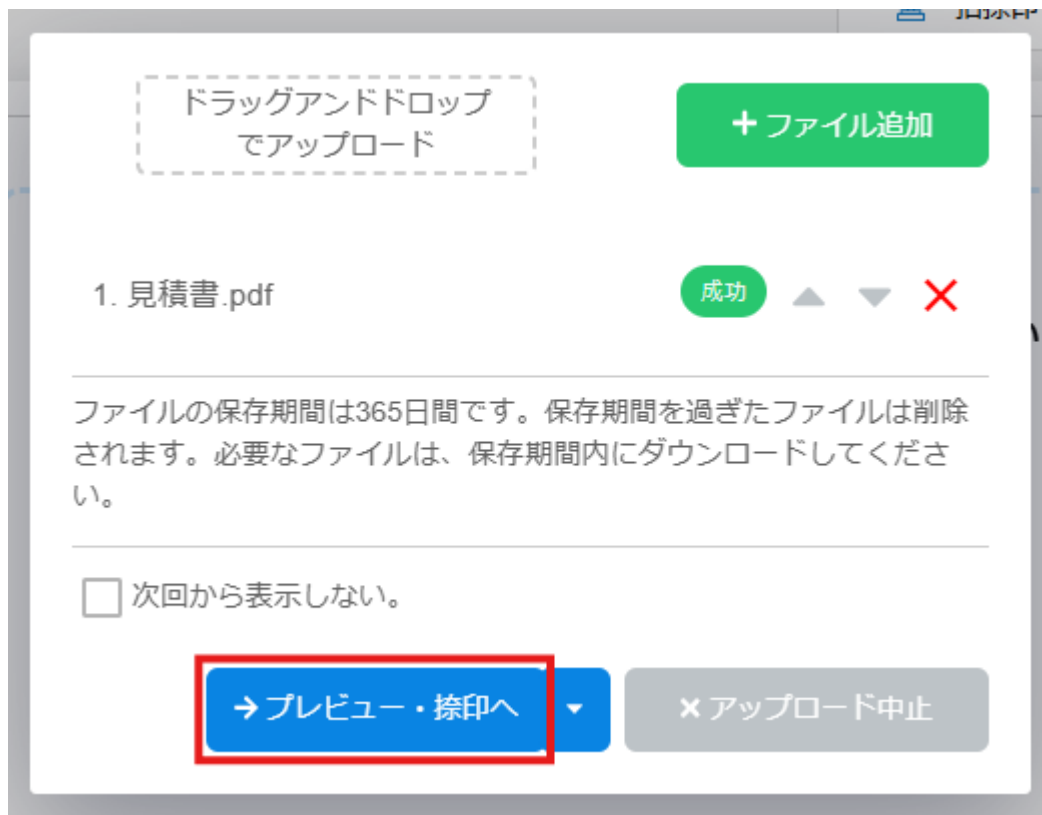 ドラッグアンドドロップ
でアップロード
+ ファイル追加
1. 見積書.pdf
成功
ファイルの保存期間は365日間です。保存期間を過ぎたファイルは削除
されます。必要なファイルは、保存期間内にダウンロードしてくださ
い。
次回から表示しない。
→プレビュー・捺印へ
×アップロード中止